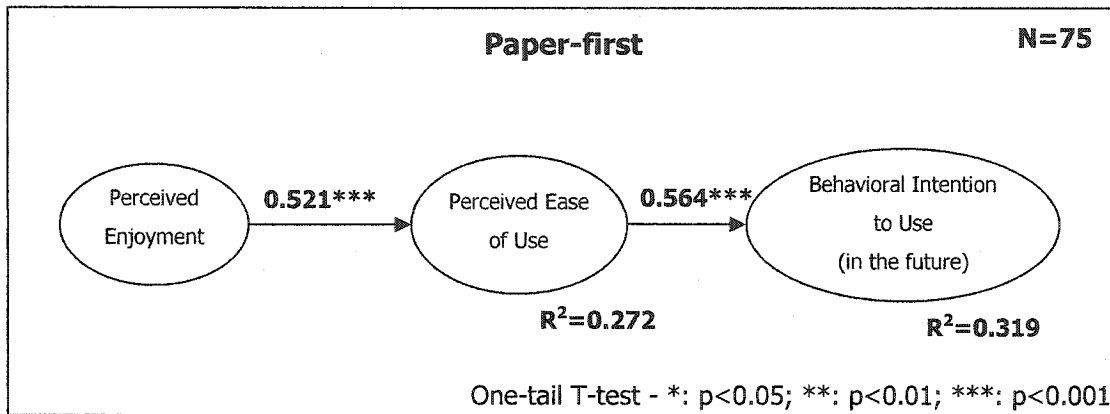 Paper-first
N=75
Perceived
Enjoyment
0.521***
Perceived Ease
of Use
R²=0.272
0.564***
Behavioral Intention
to Use
(in the future)
R²=0.319
One-tail T-test - *: p<0.05; **: p<0.01; ***: p<0.001